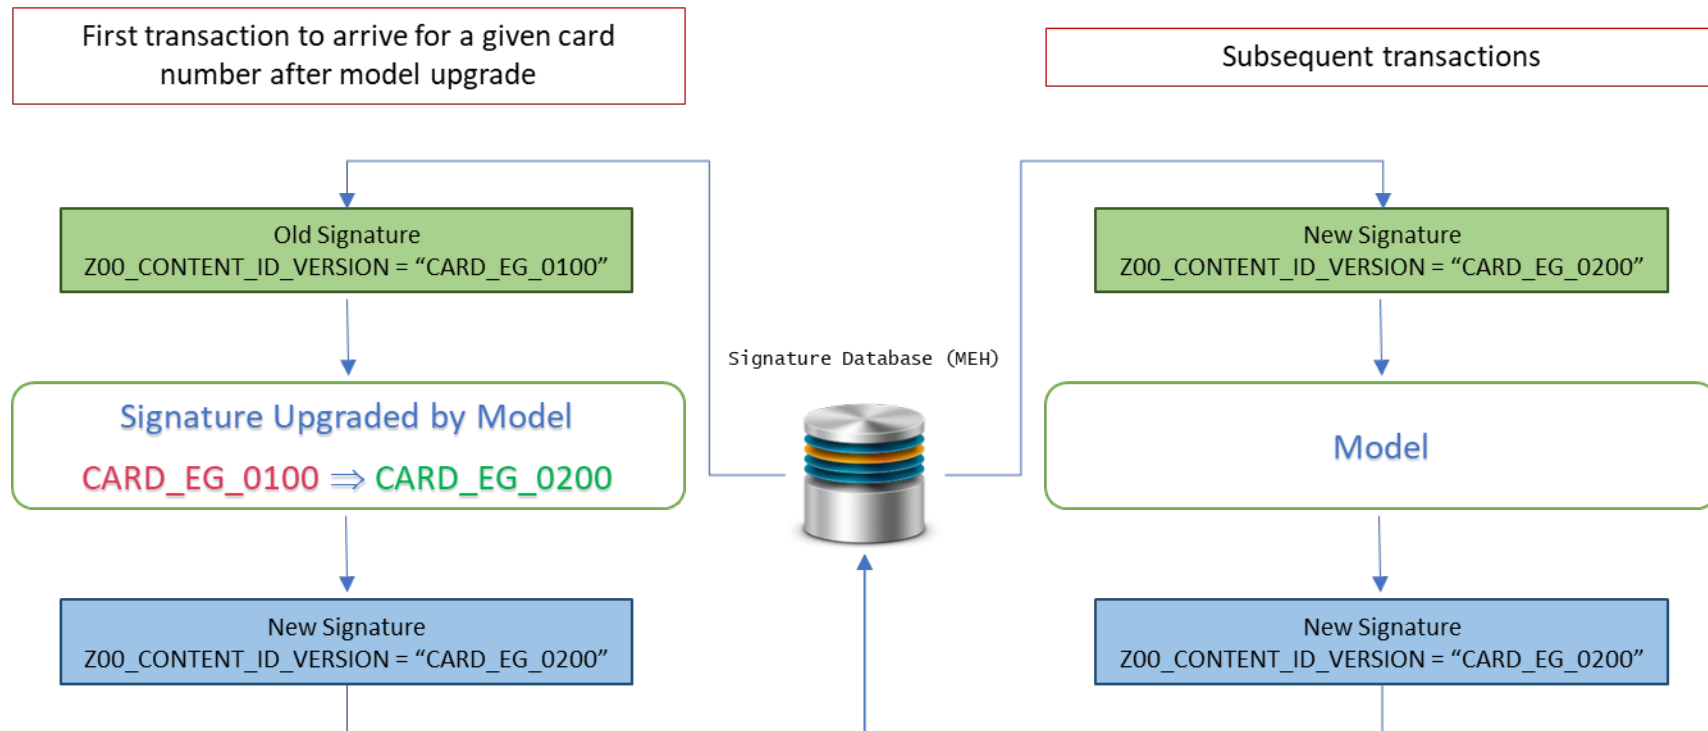 First transaction to arrive for a given card
number after model upgrade
Subsequent transactions
Old Signature
Z00_CONTENT_ID_VERSION = “CARD_EG_0100”
New Signature
Z00_CONTENT_ID_VERSION = “CARD_EG_0200”
Signature Database (MEH)
Signature Upgraded by Model
CARD_EG_0100 ⇒ CARD_EG_0200
Model
New Signature
Z00_CONTENT_ID_VERSION = “CARD_EG_0200”
New Signature
Z00_CONTENT_ID_VERSION = “CARD_EG_0200”